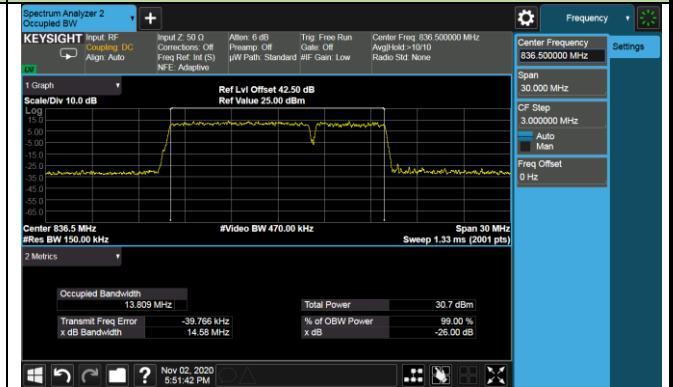 Spectrum Analyzer 2
Occupied BW
Frequency
KEYSIGHT
Input: RF
Coupling: DC
Align: Auto
Input Z: 50 Ω
Corrections: Off
Freq Ref: Int (S)
NFE: Adaptive
Atten: 6 dB
Preamp: Off
µW Path: Standard
Trig: Free Run
Gate: Off
#IF Gain: Low
Center Freq: 836.500000 MHz
Avg|Hold:>10/10
Radio Std: None
1 Graph
Scale/Div 10.0 dB
Ref Lvl Offset 42.50 dB
Ref Value 25.00 dBm
Log
15.0
5.00
-5.00
-15.0
-25.0
-35.0
-45.0
-55.0
-65.0
Center 836.5 MHz
#Res BW 150.00 kHz
#Video BW 470.00 kHz
Span 30 MHz
Sweep 1.33 ms (2001 pts)
2 Metrics
Occupied Bandwidth
13.809 MHz
Transmit Freq Error -39.766 kHz
x dB Bandwidth 14.58 MHz
Total Power 30.7 dBm
% of OBW Power 99.00 %
x dB -26.00 dB
Center Frequency
836.500000 MHz
Settings
Span
30.000 MHz
CF Step
3.000000 MHz
Auto
Man
Freq Offset
0 Hz
?
Nov 02, 2020
5:51:42 PM